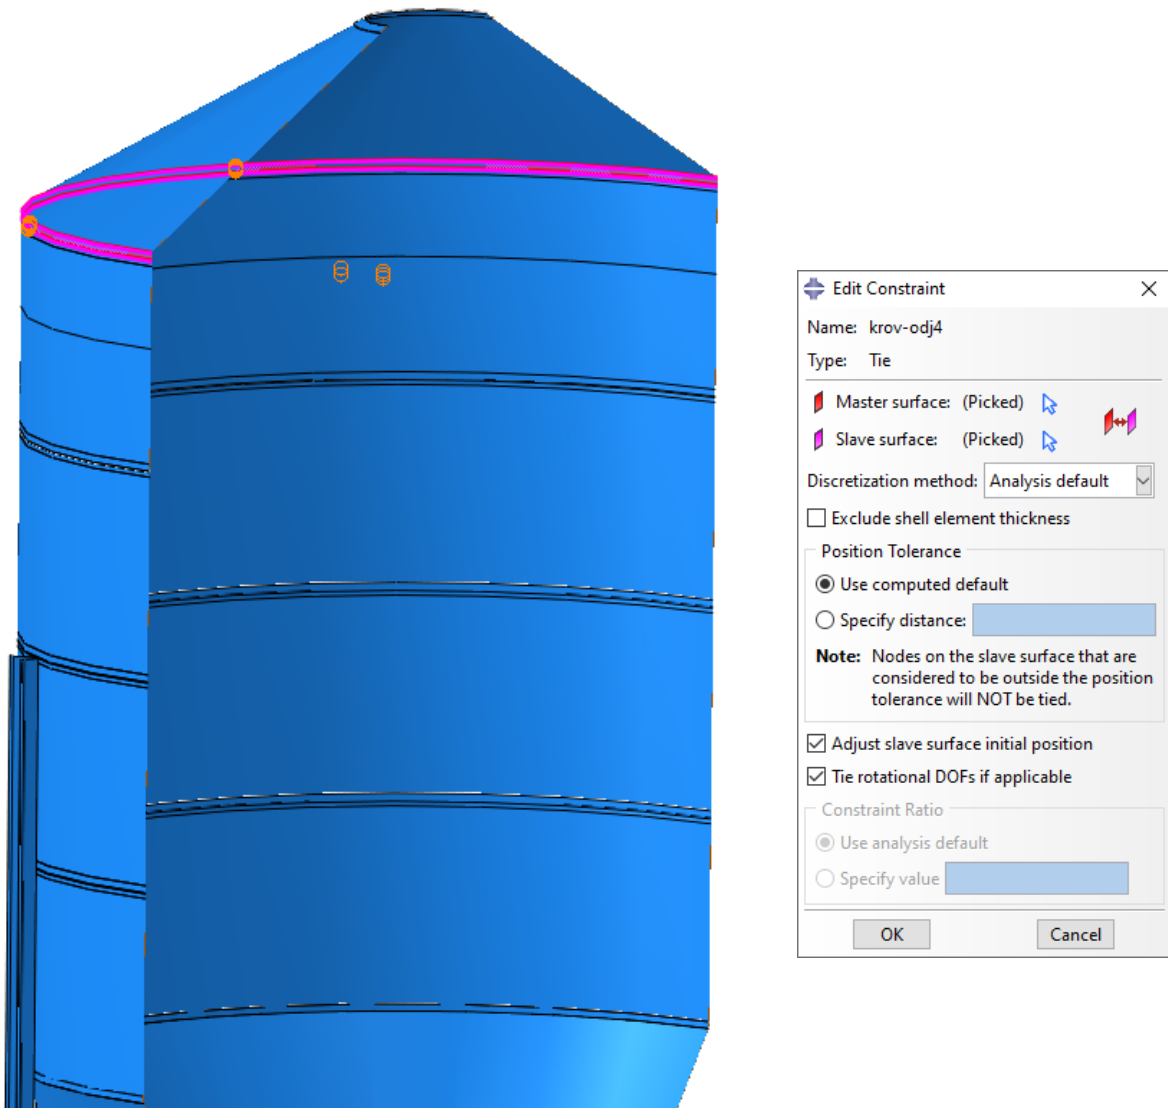 Edit Constraint
Name: krov-odj4
Type: Tie
Master surface: (Picked)
Slave surface: (Picked)
Discretization method: Analysis default
Exclude shell element thickness
Position Tolerance
Use computed default
Specify distance:
Note: Nodes on the slave surface that are
considered to be outside the position
tolerance will NOT be tied.
Adjust slave surface initial position
Tie rotational DOFs if applicable
Constraint Ratio
Use analysis default
Specify value
OK Cancel